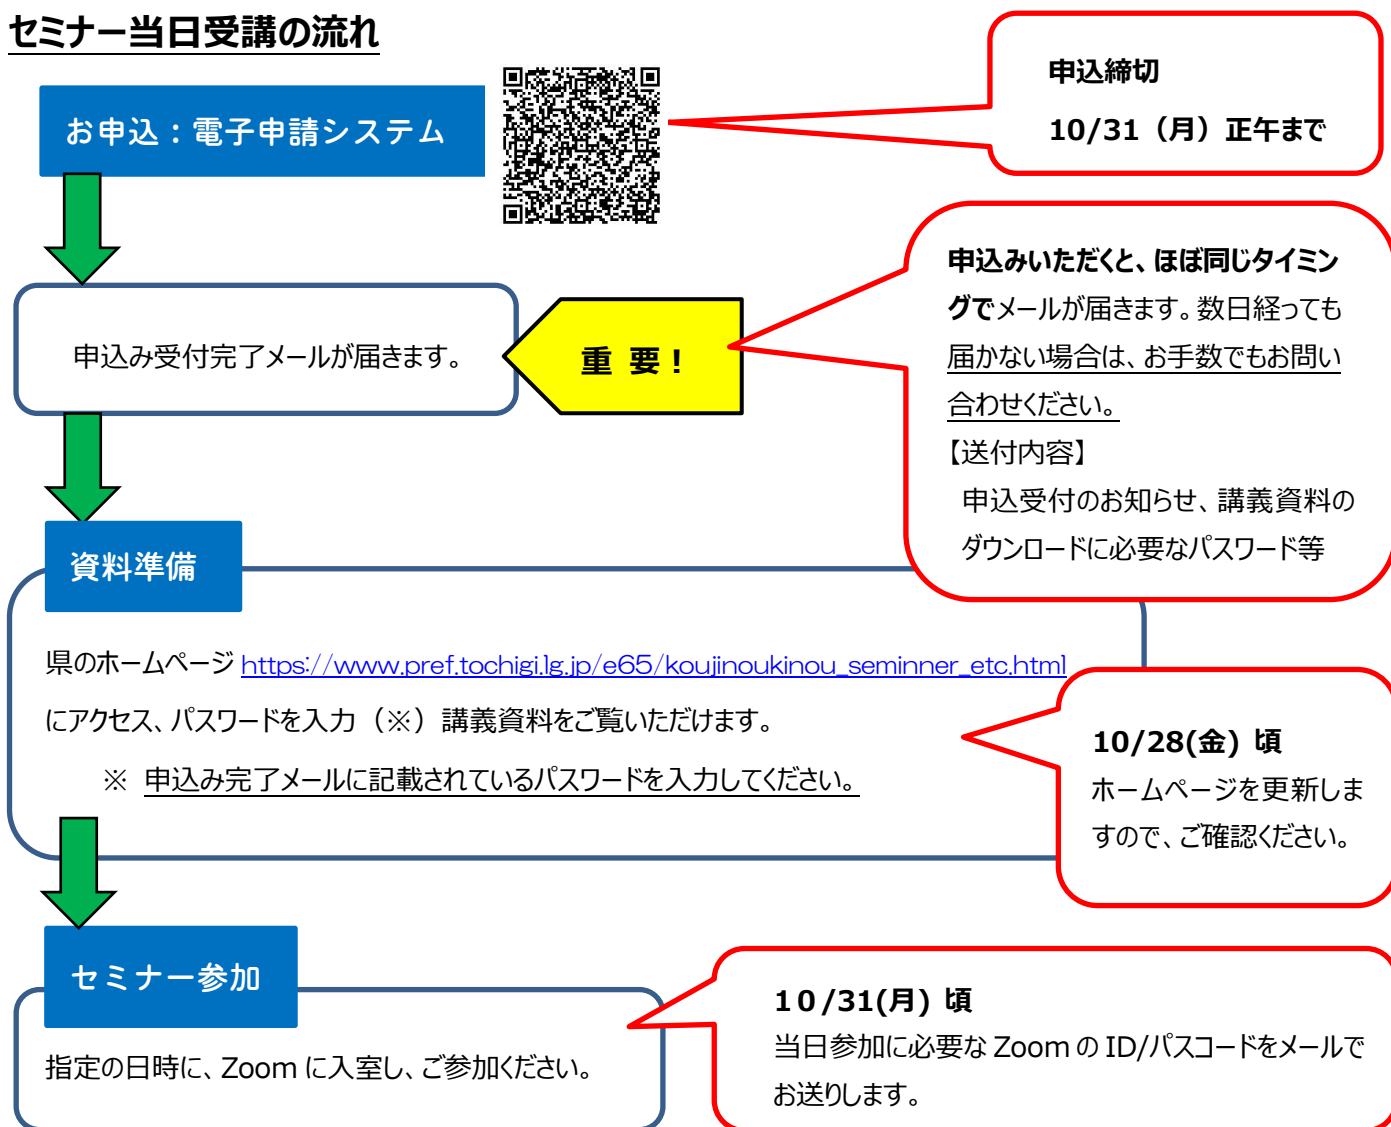 セミナー当日受講の流れ
申込締切
10/31（月）正午まで
お申込：電子申請システム
申込みいただくと、ほぼ同じタイミン
グでメールが届きます。数日経っても
届かない場合は、お手数でもお問い
合わせください。
【送付内容】
申込受付のお知らせ、講義資料の
ダウンロードに必要なパスワード等
申込み受付完了メールが届きます。
重 要！
資料準備
県のホームページ https://www.pref.tochigi.lg.jp/e65/koujinoukinou_seminner_etc.html
にアクセス、パスワードを入力（※）講義資料をご覧いただけます。
※ 申込み完了メールに記載されているパスワードを入力してください。
10/28(金) 頃
ホームページを更新しま
すので、ご確認ください。
セミナー参加
指定の日時に、Zoom に入室し、ご参加ください。
１０/31(月) 頃
当日参加に必要な Zoom の ID/パスコードをメールで
お送りします。